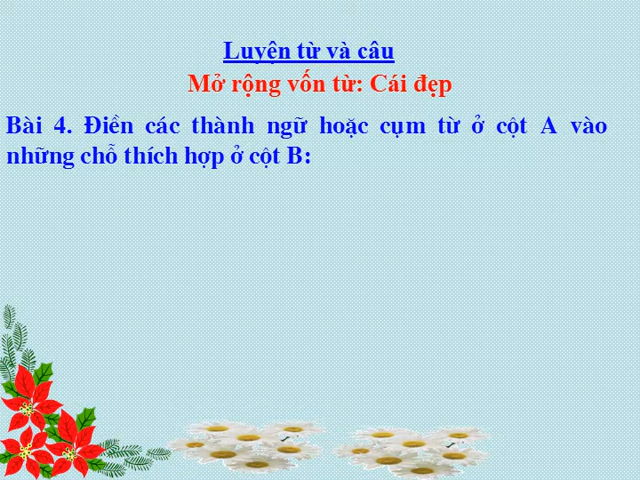 Luyện từ và câu
Mở rộng vốn từ: Cái đẹp
Bài 4. Điền các thành ngữ hoặc cụm từ ở cột A vào
những chỗ thích hợp ở cột B: